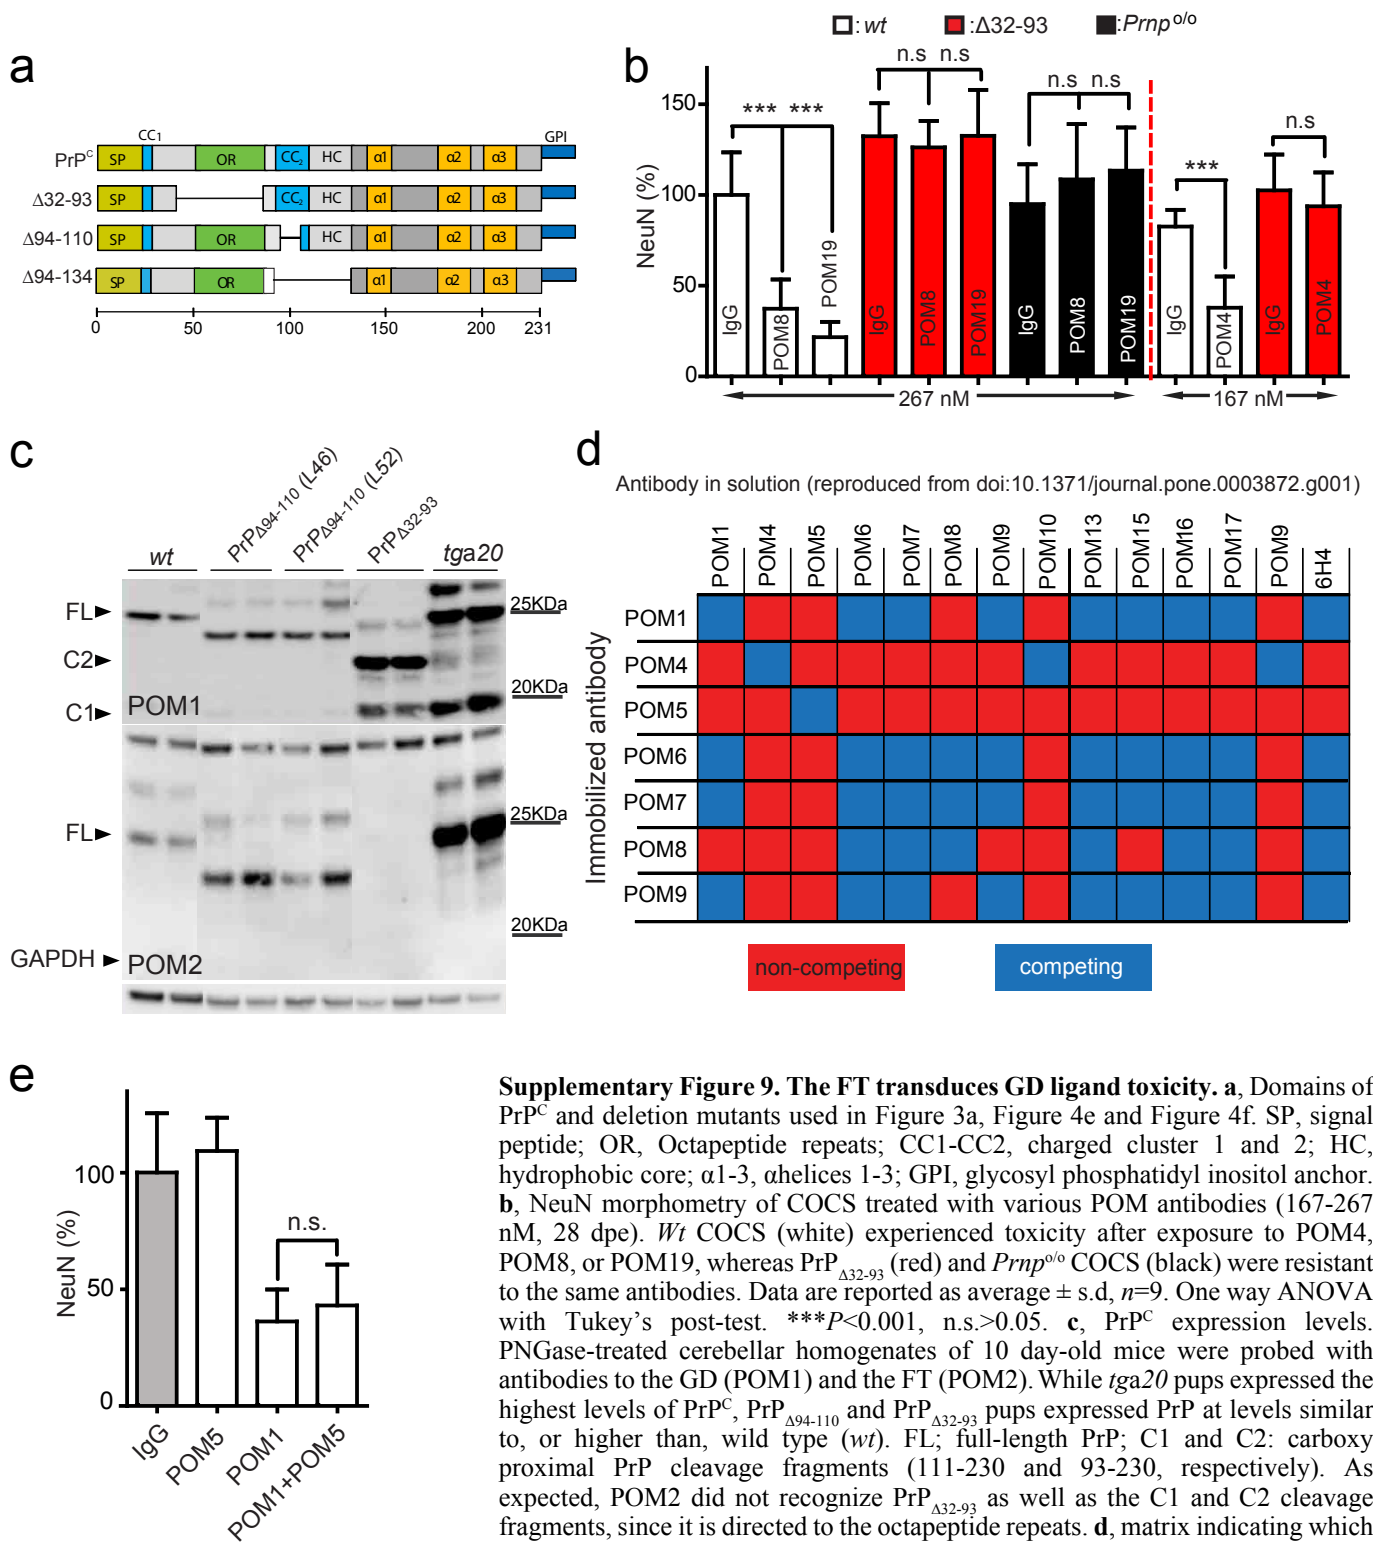 □: wt ■:Δ32-93 ■:Prnp o/o
a
CC1 GPI
PrPC SP OR CC2 HC α1 α2 α3
Δ32-93 SP CC2 HC α1 α2 α3
Δ94-110 SP OR HC α1 α2 α3
Δ94-134 SP OR α1 α2 α3
0 50 100 150 200 231
b
n.s n.s
n.s n.s
*** ***
n.s
***
NeuN (%)
150
100
50
0
IgG POM8 POM19 IgG POM8 POM19 IgG POM8 POM19 IgG POM4 IgG POM4
267 nM 167 nM
c
wt PrPΔ94-110 (L46) PrPΔ94-110 (L52) PrPΔ32-93 tga20
FL 25KDa
C2
20KDa
C1
POM1
25KDa
FL
20KDa
GAPDH POM2
d
Antibody in solution (reproduced from doi:10.1371/journal.pone.0003872.g001)
POM1 POM4 POM5 POM6 POM7 POM8 POM9 POM10 POM13 POM15 POM16 POM17 POM9 6H4
Immobilized antibody
POM1
POM4
POM5
POM6
POM7
POM8
POM9
non-competing competing
e
NeuN (%)
100
50
0
n.s.
IgG POM5 POM1 POM1+POM5
Supplementary Figure 9. The FT transduces GD ligand toxicity. a, Domains of
PrPC and deletion mutants used in Figure 3a, Figure 4e and Figure 4f. SP, signal
peptide; OR, Octapeptide repeats; CC1-CC2, charged cluster 1 and 2; HC,
hydrophobic core; α1-3, αhelices 1-3; GPI, glycosyl phosphatidyl inositol anchor.
b, NeuN morphometry of COCS treated with various POM antibodies (167-267
nM, 28 dpe). Wt COCS (white) experienced toxicity after exposure to POM4,
POM8, or POM19, whereas PrPΔ32-93 (red) and Prnpo/o COCS (black) were resistant
to the same antibodies. Data are reported as average ± s.d, n=9. One way ANOVA
with Tukey's post-test. ***P<0.001, n.s.>0.05. c, PrPC expression levels.
PNGase-treated cerebellar homogenates of 10 day-old mice were probed with
antibodies to the GD (POM1) and the FT (POM2). While tga20 pups expressed the
highest levels of PrPC, PrPΔ94-110 and PrPΔ32-93 pups expressed PrP at levels similar
to, or higher than, wild type (wt). FL; full-length PrP; C1 and C2: carboxy
proximal PrP cleavage fragments (111-230 and 93-230, respectively). As
expected, POM2 did not recognize PrPΔ32-93 as well as the C1 and C2 cleavage
fragments, since it is directed to the octapeptide repeats. d, matrix indicating which